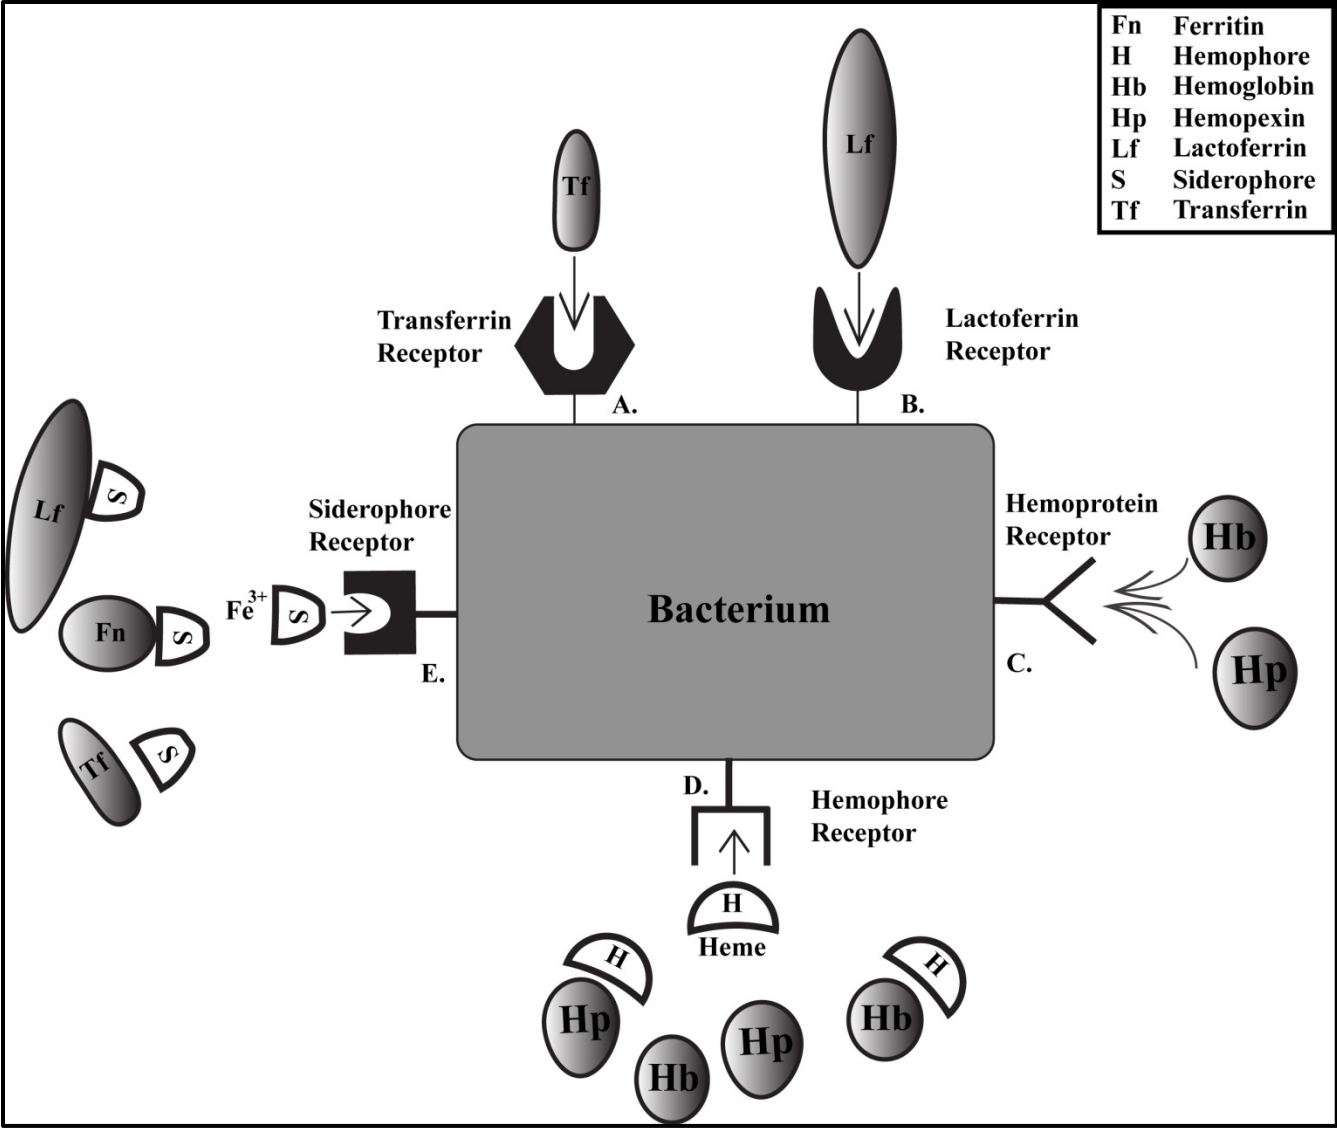 Fn Ferritin
H Hemophore
Hb Hemoglobin
Hp Hemopexin
Lf Lactoferrin
S Siderophore
Tf Transferrin
Lf
Tf
Transferrin
Receptor
Lactoferrin
Receptor
A.
B.
Lf
S
Siderophore
Receptor
Hemoprotein
Receptor
Hb
Fn
S
Fe3+
S
Bacterium
E.
C.
Hp
Tf
S
D.
Hemophore
Receptor
H
Heme
H
Hp
Hb
Hp
H
Hb